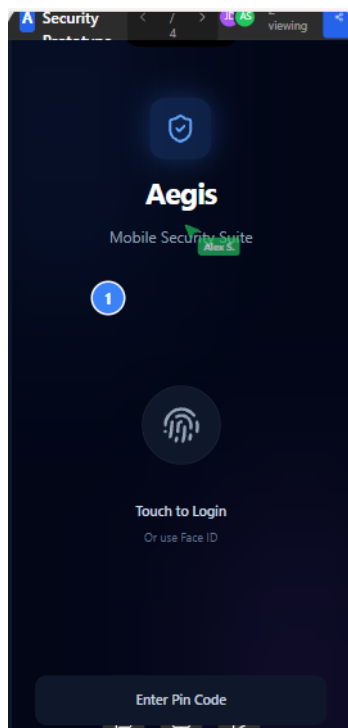 A
Security
/
4
JD AS
viewing
Aegis
Mobile Security Suite
Alex S.
1
Touch to Login
Or use Face ID
Enter Pin Code